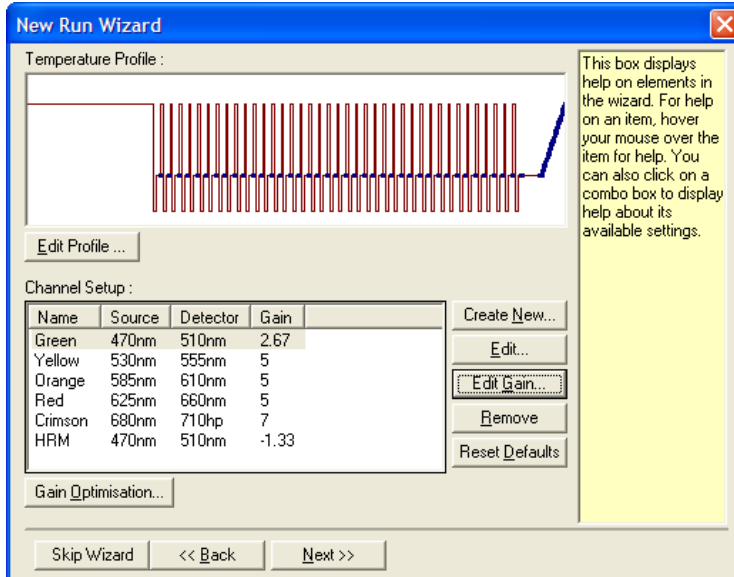 New Run Wizard
Temperature Profile :
This box displays
help on elements in
the wizard. For help
on an item, hover
your mouse over the
item for help. You
can also click on a
combo box to display
help about its
available settings.
Edit Profile ...
Channel Setup :
Name Source Detector Gain
Green 470nm 510nm 2.67
Yellow 530nm 555nm 5
Orange 585nm 610nm 5
Red 625nm 660nm 5
Crimson 680nm 710hp 7
HRM 470nm 510nm -1.33
Create New...
Edit...
Edit Gain...
Remove
Reset Defaults
Gain Optimisation...
Skip Wizard << Back Next >>